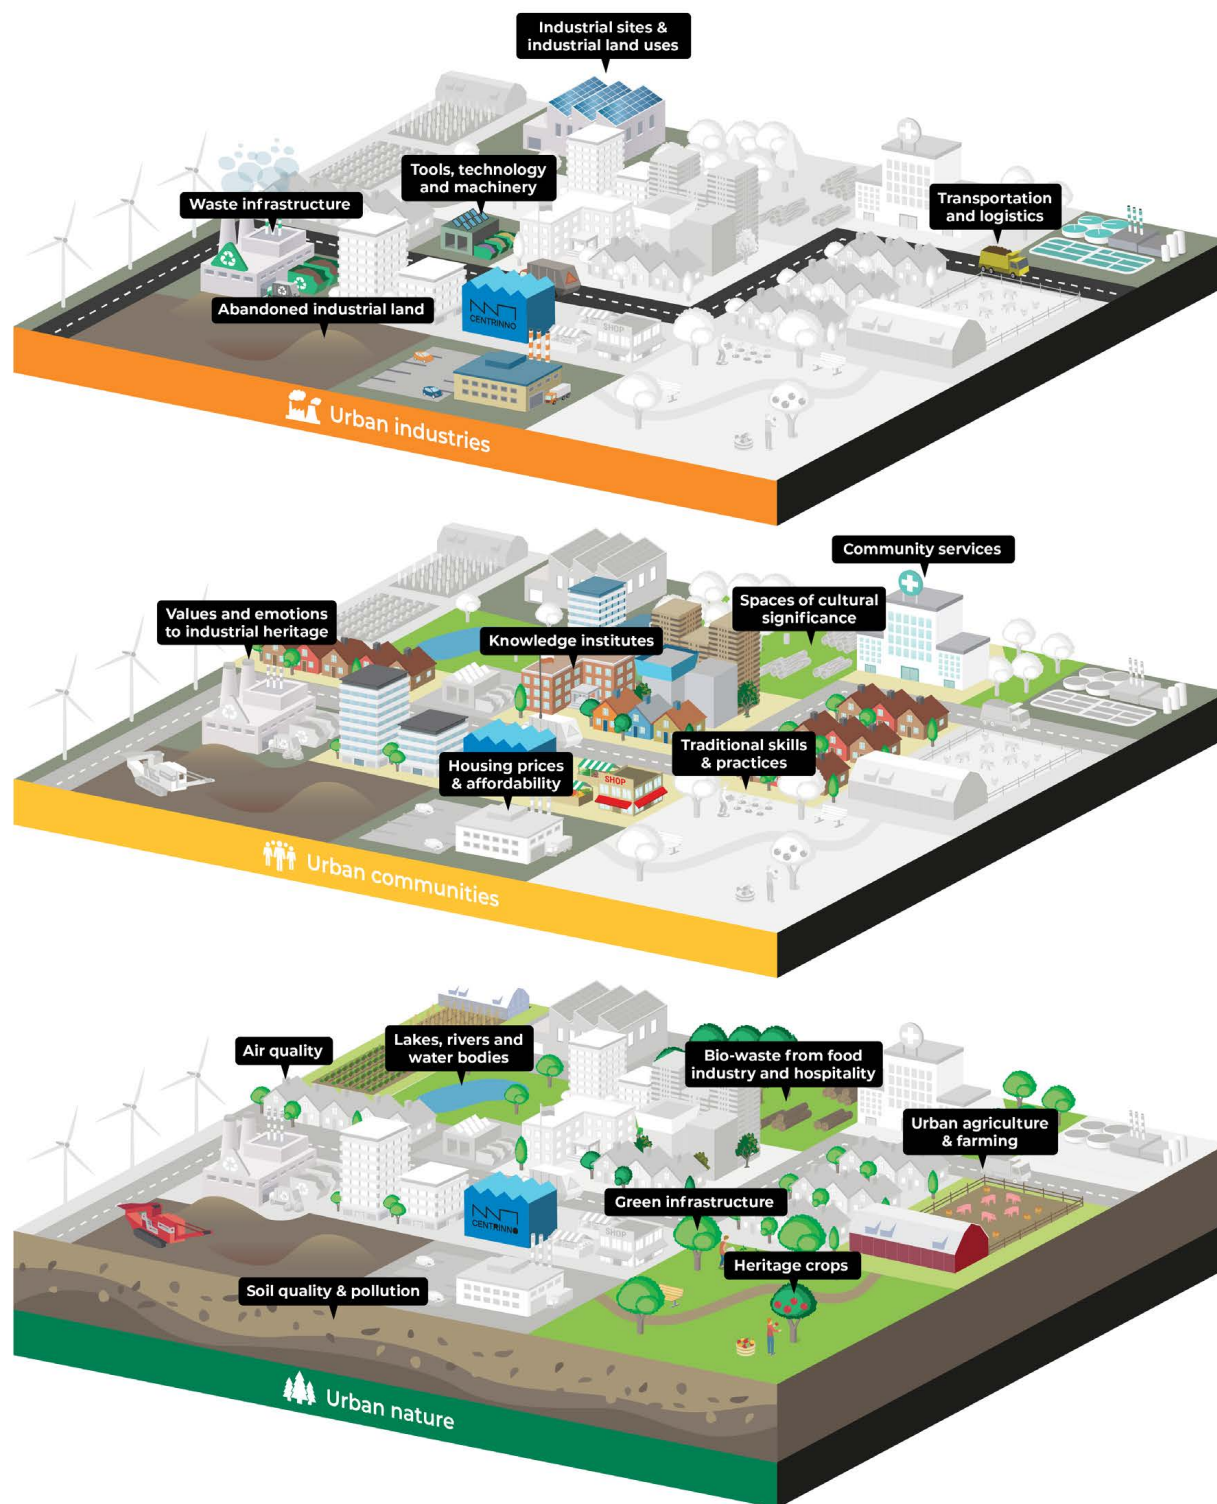 Industrial sites &
industrial land uses
Tools, technology
and machinery
Waste infrastructure
Transportation
and logistics
Abandoned industrial land
CENTRINNO
SHOP
Urban industries
Community services
Values and emotions
to industrial heritage
Spaces of cultural
significance
Knowledge institutes
Traditional skills
& practices
Housing prices
& affordability
SHOP
Urban communities
Lakes, rivers and
water bodies
Air quality
Bio-waste from food
industry and hospitality
Urban agriculture
& farming
Green infrastructure
CENTRINNO
SHOP
Heritage crops
Soil quality & pollution
Urban nature